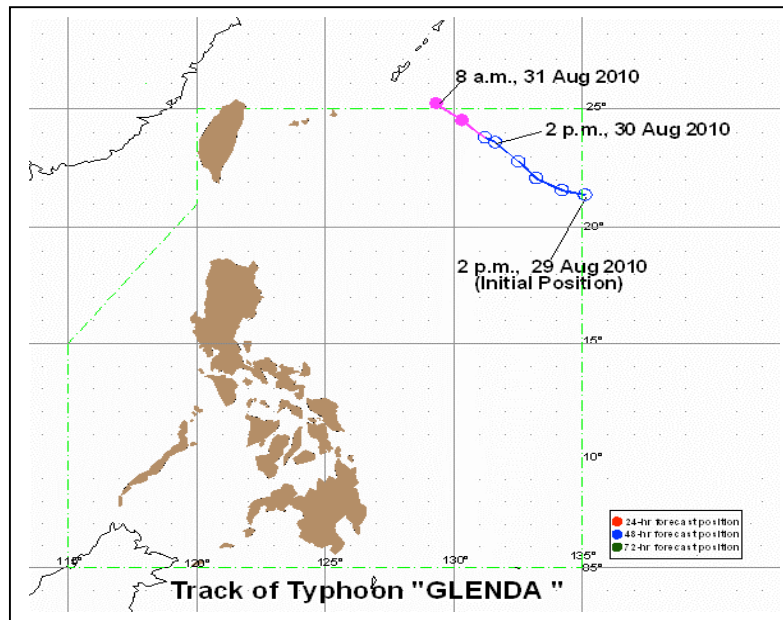 8 a.m., 31 Aug 2010
25°
2 p.m., 30 Aug 2010
20°
2 p.m., 29 Aug 2010
(Initial Position)
15°
10°
24-hr forecast position
48-hr forecast position
72-hr forecast position
115°
120°
125°
130°
135°
05°
Track of Typhoon "GLENDA "